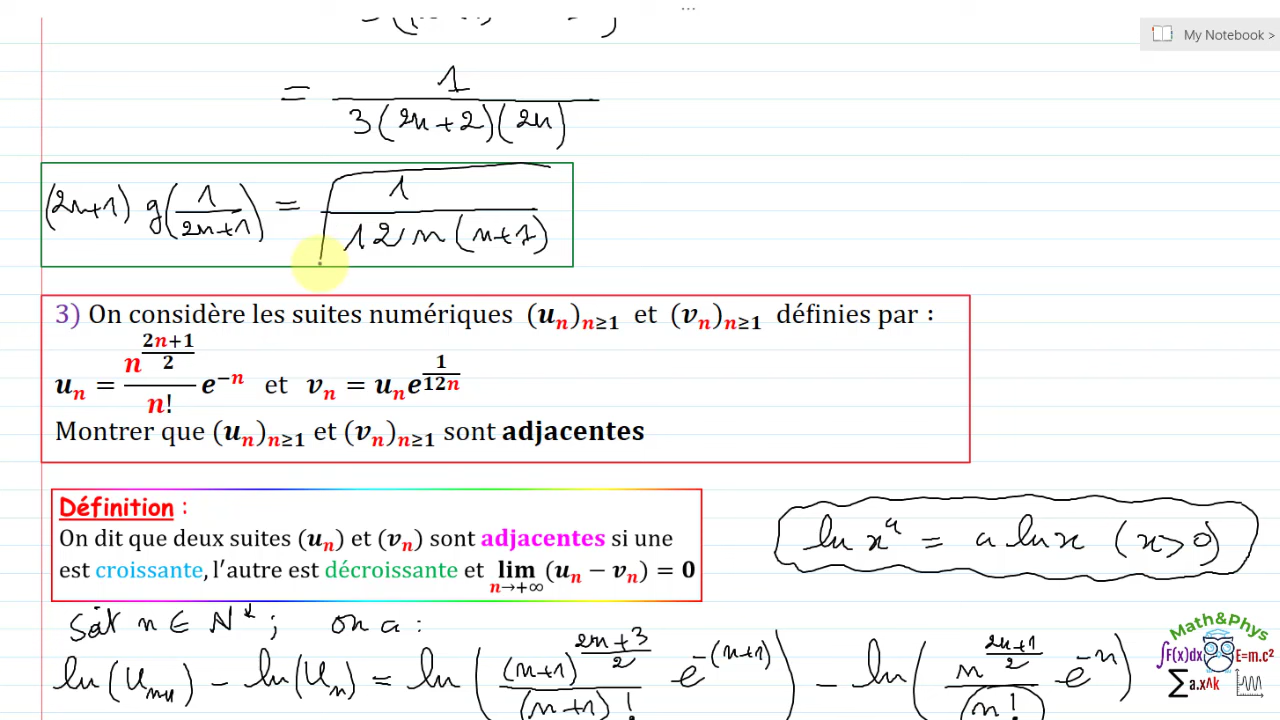 My Notebook >
= 1 / 3(2n+2)(2n)
(2n+1) g(1/(2n+1)) = 1 / 12n(n+1)
3) On considère les suites numériques (uₙ)ₙ≥₁ et (vₙ)ₙ≥₁ définies par :
uₙ = n^((2n+1)/2) / n! e⁻ⁿ et vₙ = uₙe^(1/12n)
Montrer que (uₙ)ₙ≥₁ et (vₙ)ₙ≥₁ sont adjacentes
Définition :
On dit que deux suites (uₙ) et (vₙ) sont adjacentes si une
est croissante, l'autre est décroissante et lim n→+∞ (uₙ − vₙ) = 0
ln xᵃ = a ln x (x>0)
Soit n ∈ ℕ* ; on a :
ln(Uₙ₊₁) − ln(Uₙ) = ln( (n+1)^((2n+3)/2) / (n+1)! e^(−(n+1)) ) − ln( n^((2n+1)/2) / n! e⁻ⁿ )
Math&Phys
∫F(x)dx E=m.c²
∑a.x∧k